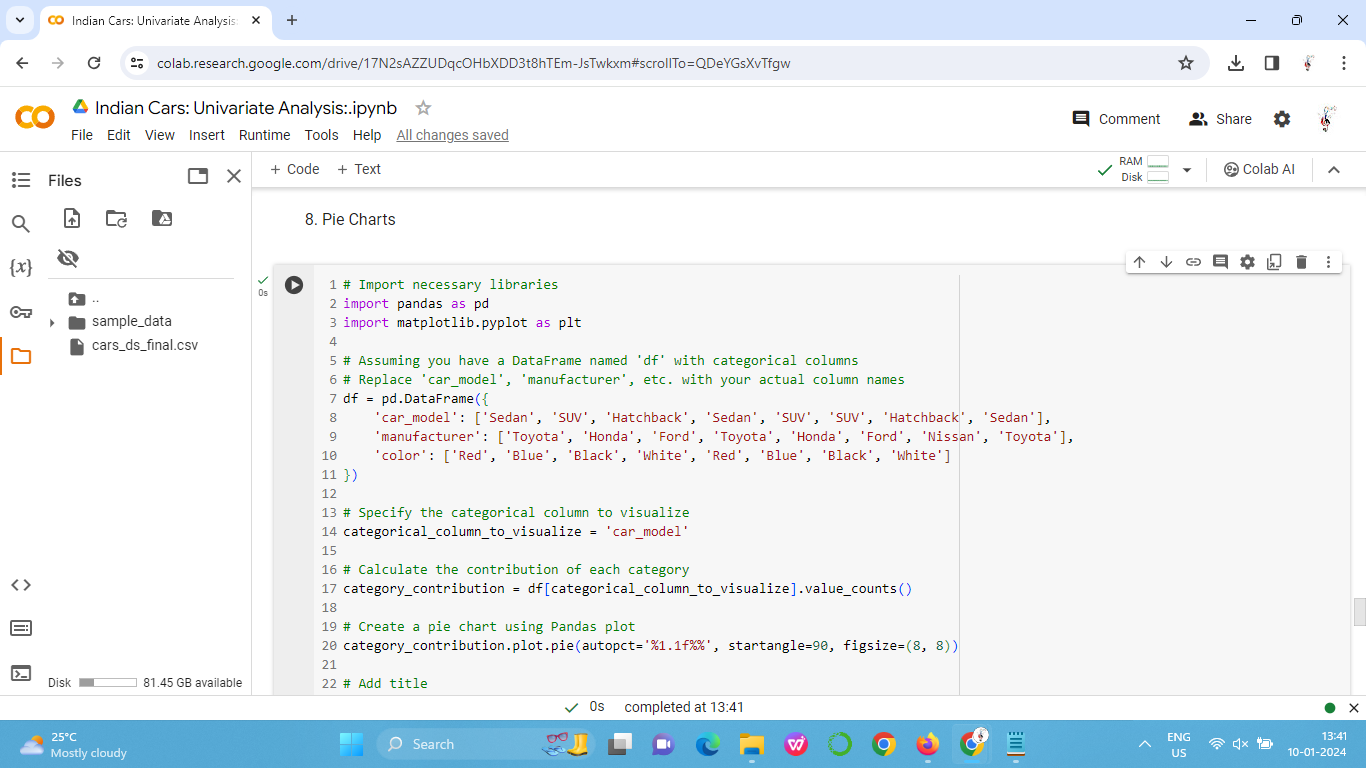 Indian Cars: Univariate Analysis:
colab.research.google.com/drive/17N2sAZZUDqcOHbXDD3t8hTEm-JsTwkxm#scrollTo=QDeYGsXvTfgw
Indian Cars: Univariate Analysis:.ipynb
Comment
Share
File Edit View Insert Runtime Tools Help All changes saved
Files
+ Code + Text
RAM
Disk
Colab AI
8. Pie Charts
..
sample_data
cars_ds_final.csv
0s
1 # Import necessary libraries
2 import pandas as pd
3 import matplotlib.pyplot as plt
4
5 # Assuming you have a DataFrame named 'df' with categorical columns
6 # Replace 'car_model', 'manufacturer', etc. with your actual column names
7 df = pd.DataFrame({
8     'car_model': ['Sedan', 'SUV', 'Hatchback', 'Sedan', 'SUV', 'SUV', 'Hatchback', 'Sedan'],
9     'manufacturer': ['Toyota', 'Honda', 'Ford', 'Toyota', 'Honda', 'Ford', 'Nissan', 'Toyota'],
10     'color': ['Red', 'Blue', 'Black', 'White', 'Red', 'Blue', 'Black', 'White']
11 })
12
13 # Specify the categorical column to visualize
14 categorical_column_to_visualize = 'car_model'
15
16 # Calculate the contribution of each category
17 category_contribution = df[categorical_column_to_visualize].value_counts()
18
19 # Create a pie chart using Pandas plot
20 category_contribution.plot.pie(autopct='%1.1f%%', startangle=90, figsize=(8, 8))
21
22 # Add title
Disk 81.45 GB available
0s completed at 13:41
25°C
Mostly cloudy
Search
ENG
US
13:41
10-01-2024